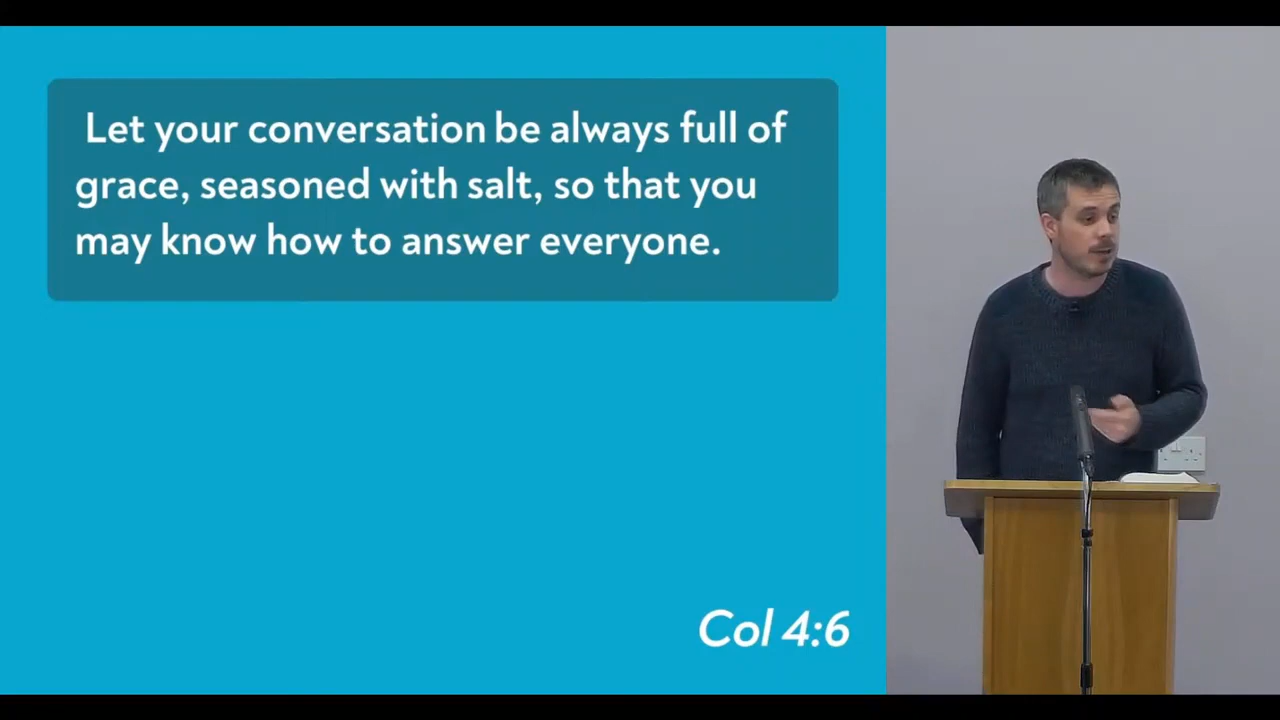 Let your conversation be always full of
grace, seasoned with salt, so that you
may know how to answer everyone.
Col 4:6